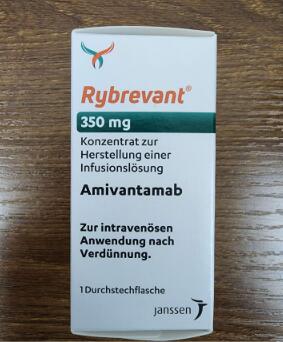 Rybrevant®
350 mg
Konzentrat zur
Herstellung einer
Infusionslösung
Amivantamab
Zur intravenösen
Anwendung nach
Verdünnung.
1 Durchstechflasche
janssen